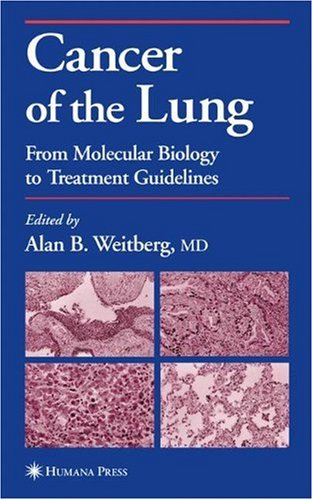 Cancer
of the Lung
From Molecular Biology
to Treatment Guidelines
Edited by
Alan B. Weitberg, MD
HUMANA PRESS